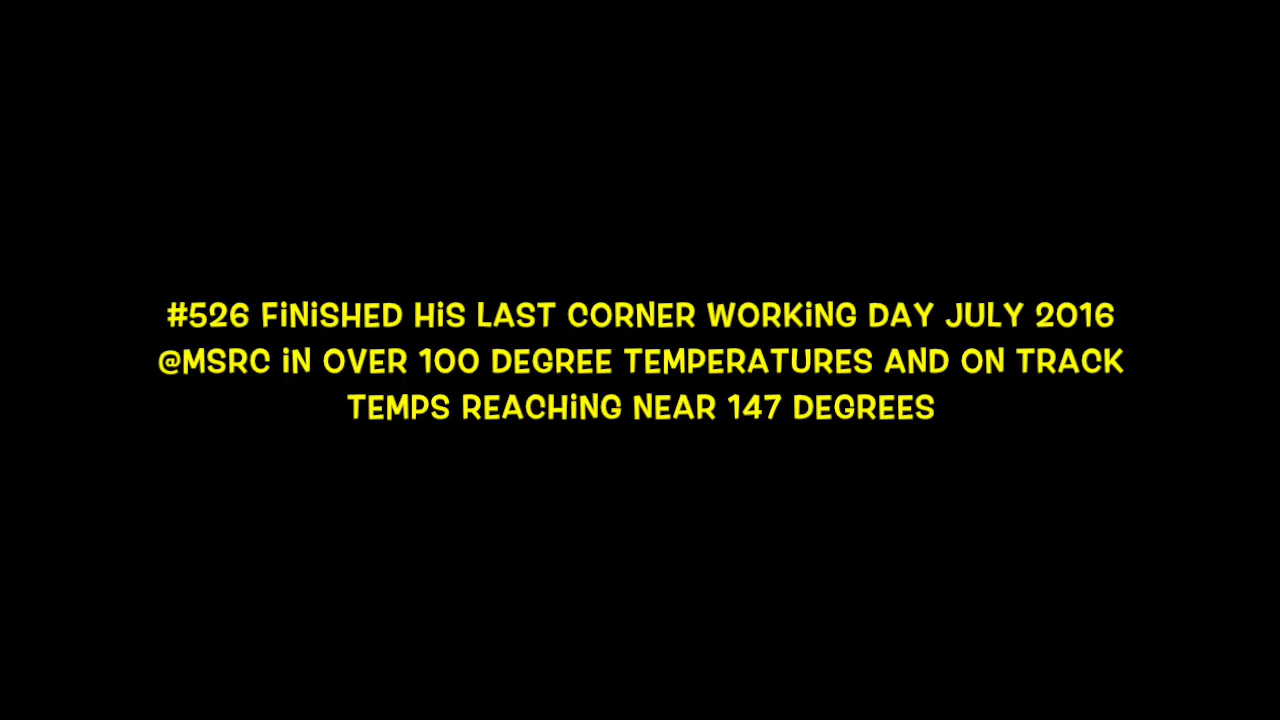 #526 FiNiSHED HiS LAST CORNER WORKiNG DAY JULY 2016
@MSRC iN OVER 100 DEGREE TEMPERATURES AND ON TRACK
TEMPS REACHiNG NEAR 147 DEGREES